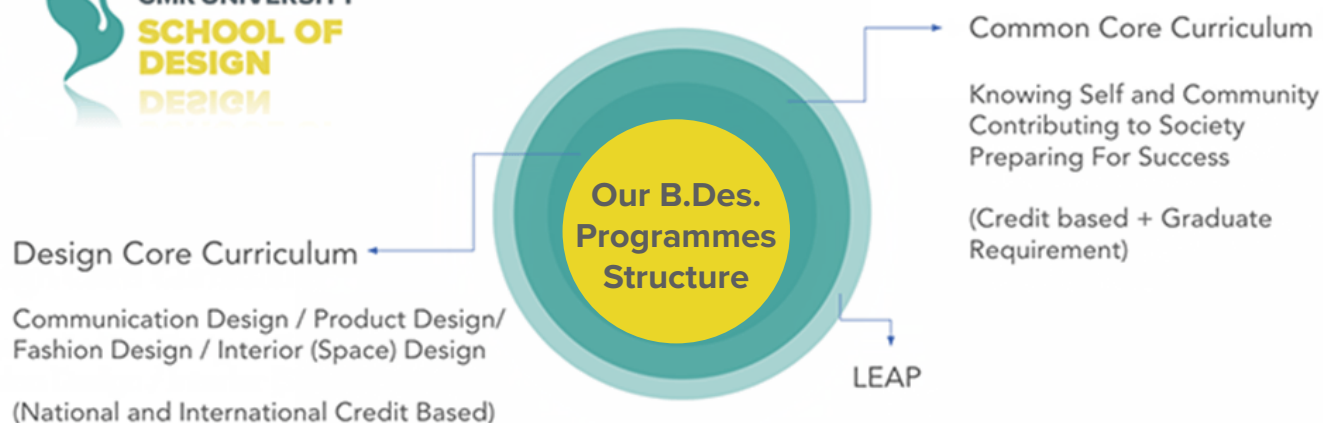 CMR UNIVERSITY
SCHOOL OF
DESIGN
Common Core Curriculum
Knowing Self and Community
Contributing to Society
Preparing For Success
(Credit based + Graduate
Requirement)
Our B.Des.
Programmes
Structure
Design Core Curriculum
Communication Design / Product Design/
Fashion Design / Interior (Space) Design
(National and International Credit Based)
LEAP